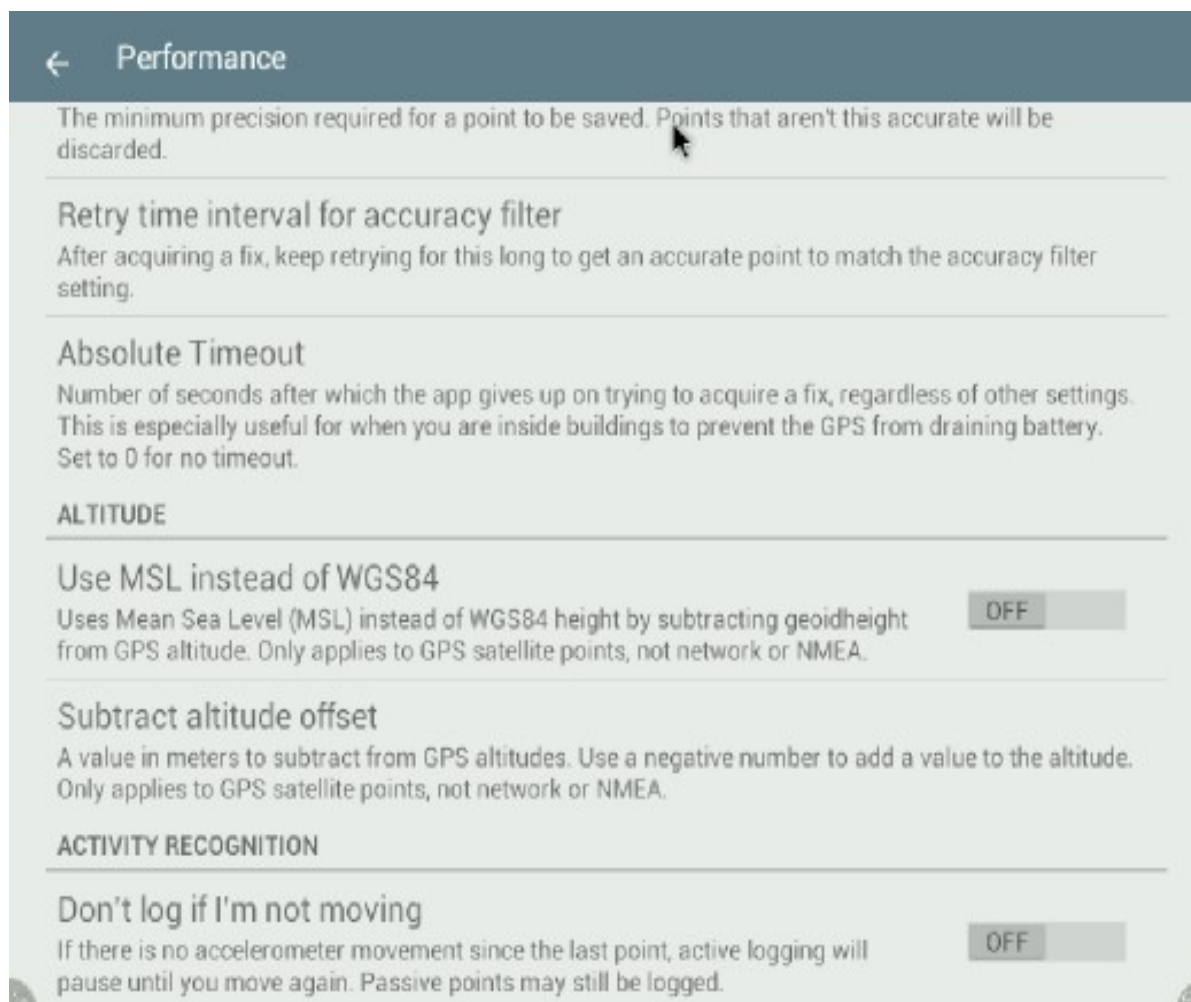 Performance
The minimum precision required for a point to be saved. Points that aren't this accurate will be
discarded.
Retry time interval for accuracy filter
After acquiring a fix, keep retrying for this long to get an accurate point to match the accuracy filter
setting.
Absolute Timeout
Number of seconds after which the app gives up on trying to acquire a fix, regardless of other settings.
This is especially useful for when you are inside buildings to prevent the GPS from draining battery.
Set to 0 for no timeout.
ALTITUDE
Use MSL instead of WGS84
OFF
Uses Mean Sea Level (MSL) instead of WGS84 height by subtracting geoidheight
from GPS altitude. Only applies to GPS satellite points, not network or NMEA.
Subtract altitude offset
A value in meters to subtract from GPS altitudes. Use a negative number to add a value to the altitude.
Only applies to GPS satellite points, not network or NMEA.
ACTIVITY RECOGNITION
Don't log if I'm not moving
OFF
If there is no accelerometer movement since the last point, active logging will
pause until you move again. Passive points may still be logged.